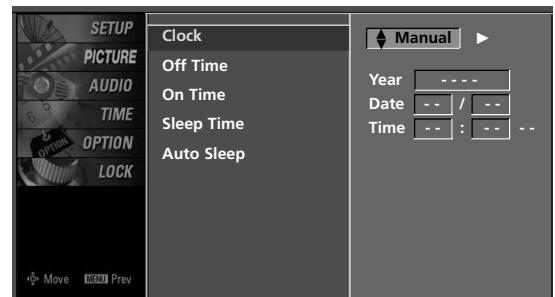 SETUP
PICTURE
AUDIO
TIME
OPTION
LOCK
Move MENU Prev
Clock
Off Time
On Time
Sleep Time
Auto Sleep
Manual
Year - - - -
Date - - / - -
Time - - : - - - -